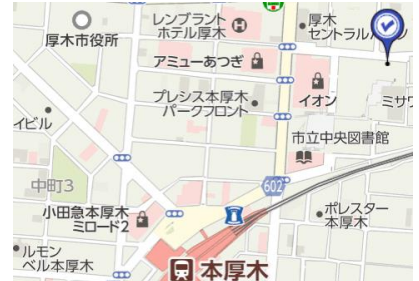 レンブラント
ホテル厚木
厚木
セントラル
厚木市役所
アミューあつぎ
プレシス本厚木
パークフロント
イオン
ミサワ
イビル
市立中央図書館
中町3
602
小田急本厚木
ミロード2
ポレスター
本厚木
ルモン
ベル本厚木
本厚木